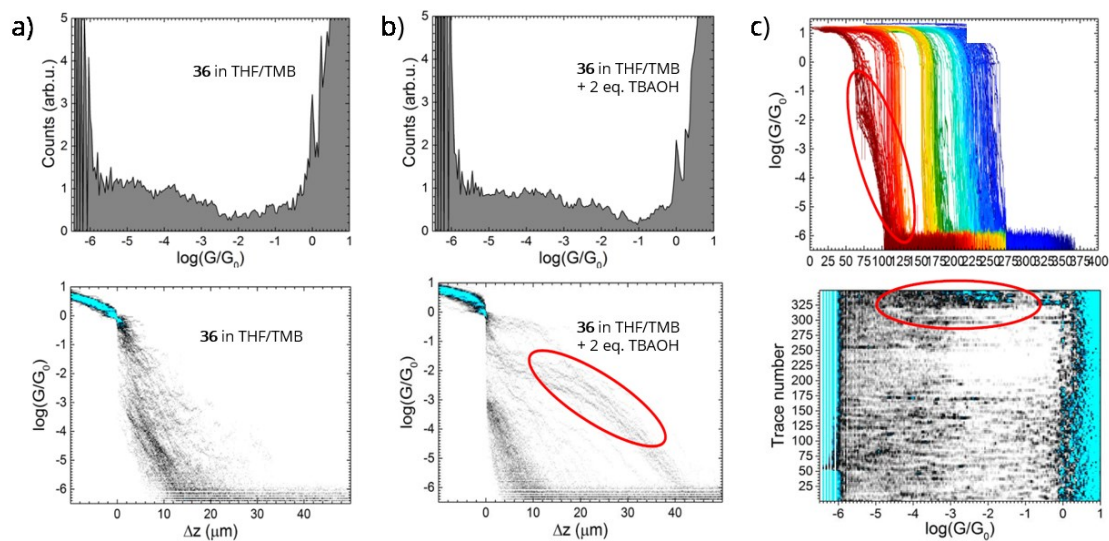 a)
5
4
3
2
1
0
Counts (arb.u.)
36 in THF/TMB
-6 -5 -4 -3 -2 -1 0 1
log(G/G0)
1
0
-1
-2
-3
-4
-5
-6
log(G/G0)
36 in THF/TMB
0 20 40
Δz (μm)
b)
5
4
3
2
1
0
Counts (arb.u.)
36 in THF/TMB
+ 2 eq. TBAOH
-6 -5 -4 -3 -2 -1 0 1
log(G/G0)
1
0
-1
-2
-3
-4
-5
-6
log(G/G0)
36 in THF/TMB
+ 2 eq. TBAOH
0 10 20 30 40
Δz (μm)
c)
1
0
-1
-2
-3
-4
-5
-6
log(G/G0)
0 25 50 75 100 125 150 175 200 225 250 275 300 325 350 375 400
325
300
275
250
225
200
175
150
125
100
75
50
25
Trace number
-6 -5 -4 -3 -2 -1 0 1
log(G/G0)